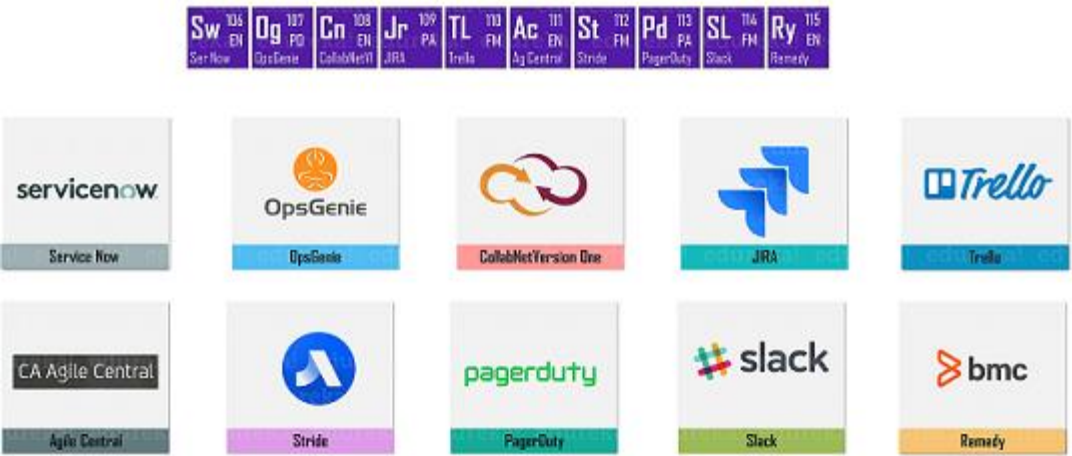 Sw 106 EN Ser Now
Og 107 PD OpsGenie
Cn 108 EN CollabNetV1
Jr 109 PA JIRA
TL 110 FM Trello
Ac 111 EN Ag Central
St 112 FM Stride
Pd 113 PA PagerDuty
SL 114 FM Slack
Ry 115 EN Remedy
servicenow
Service Now
OpsGenie
OpsGenie
CollabNetVersion One
JIRA
Trello
Trello
CA Agile Central
Agile Central
Stride
pagerduty
PagerDuty
slack
Slack
bmc
Remedy